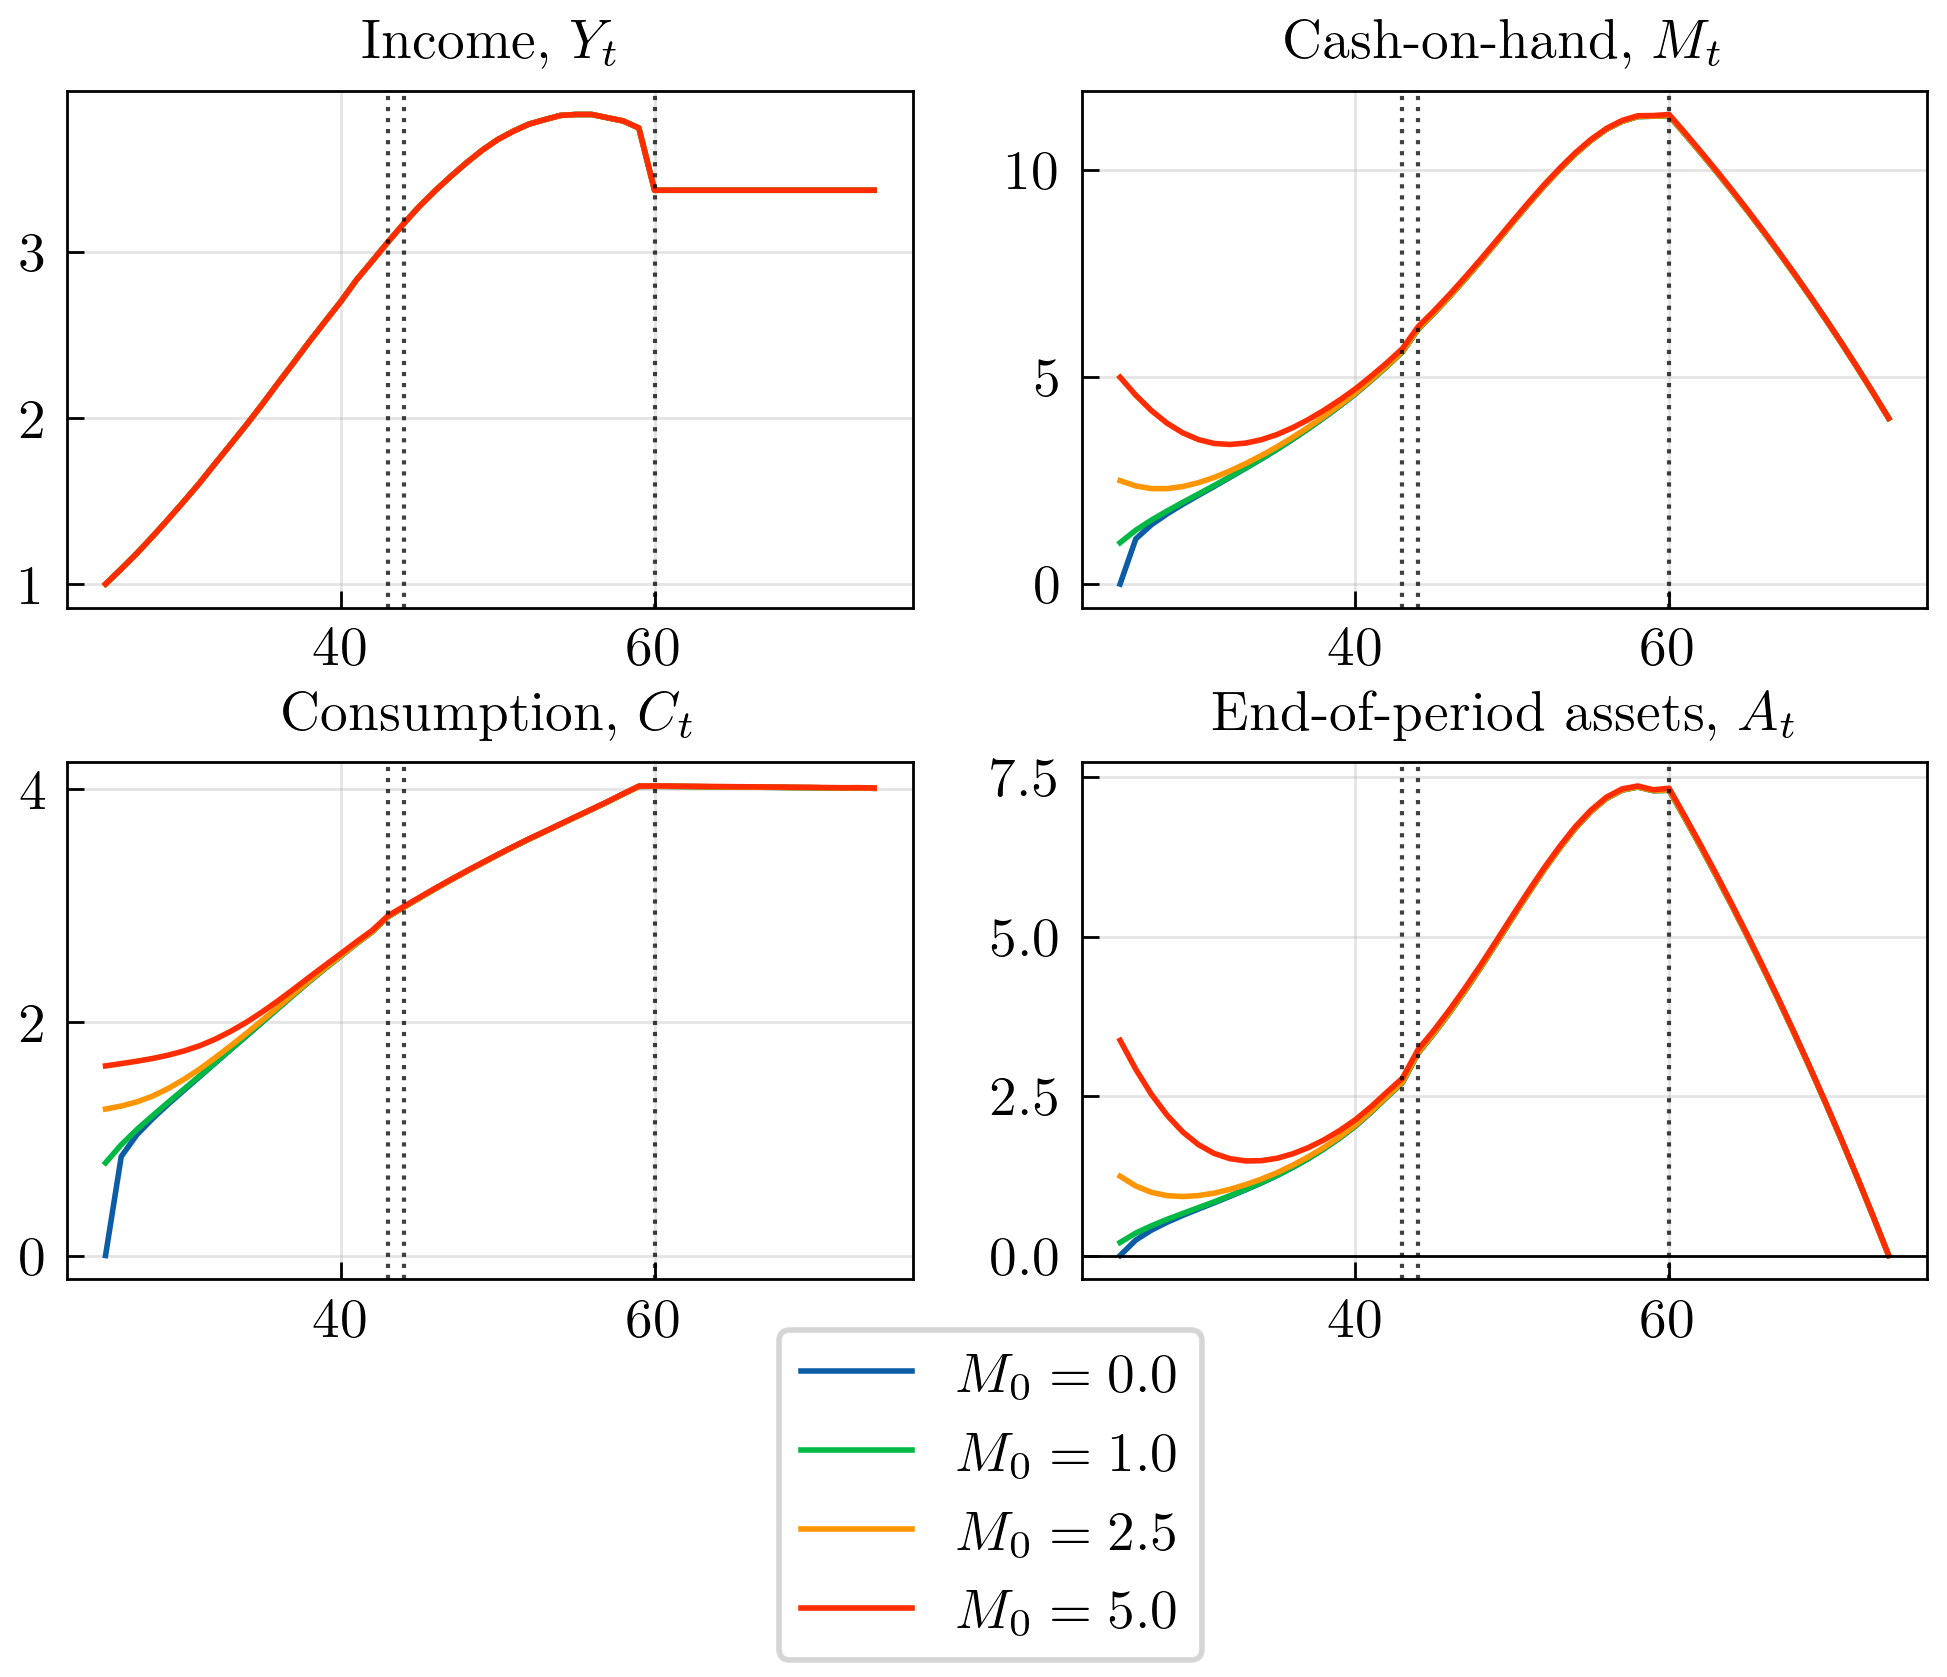 Income, Y_t
3
2
1
40 60
Cash-on-hand, M_t
10
5
0
40 60
Consumption, C_t
4
2
0
40 60
End-of-period assets, A_t
7.5
5.0
2.5
0.0
40 60
M_0 = 0.0
M_0 = 1.0
M_0 = 2.5
M_0 = 5.0